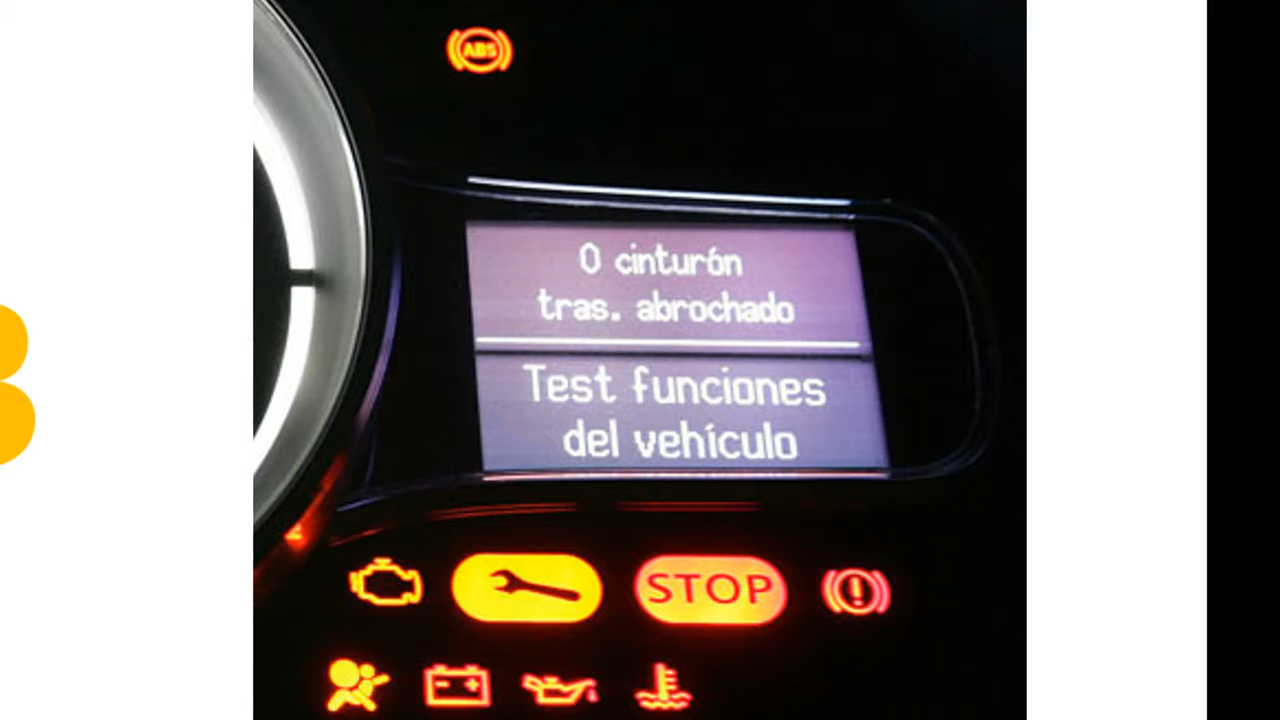 ABS
0 cinturón
tras. abrochado
Test funciones
del vehículo
STOP